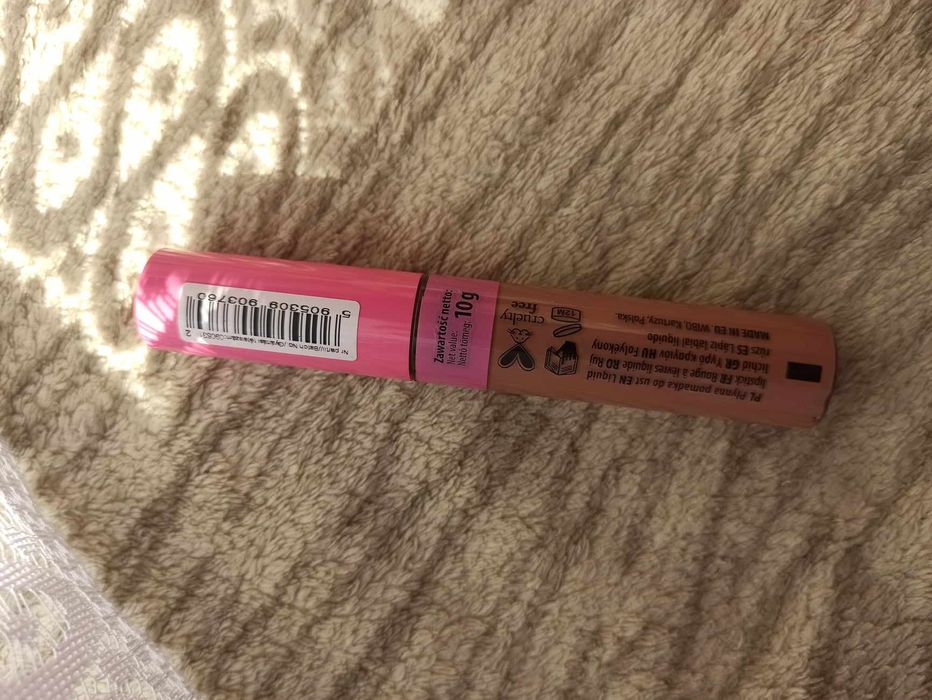 5905309 903760
Zawartość netto:
Net value:
Nettó tömeg:
10g
cruelty
free
12M
PL Płynna pomadka do ust EN Liquid
lipstick FR Rouge à lèvres liquide RO Ruj
lichid GR Υγρό κραγιόν HU Folyékony
rúzs ES Lápiz labial líquido
MADE IN EU WIBO, Kartuzy, Polska.